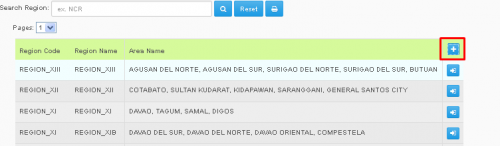 Search Region: ex. NCR Reset
Pages: 1
Region Code Region Name Area Name
REGION_XIII REGION_XIII AGUSAN DEL NORTE, AGUSAN DEL SUR, SURIGAO DEL NORTE, SURIGAO DEL SUR, BUTUAN
REGION_XII REGION_XII COTABATO, SULTAN KUDARAT, KIDAPAWAN, SARANGGANI, GENERAL SANTOS CITY
REGION_XI REGION_XI DAVAO, TAGUM, SAMAL, DIGOS
REGION_XI REGION_XIB DAVAO DEL SUR, DAVAO DEL NORTE, DAVAO ORIENTAL, COMPESTELA